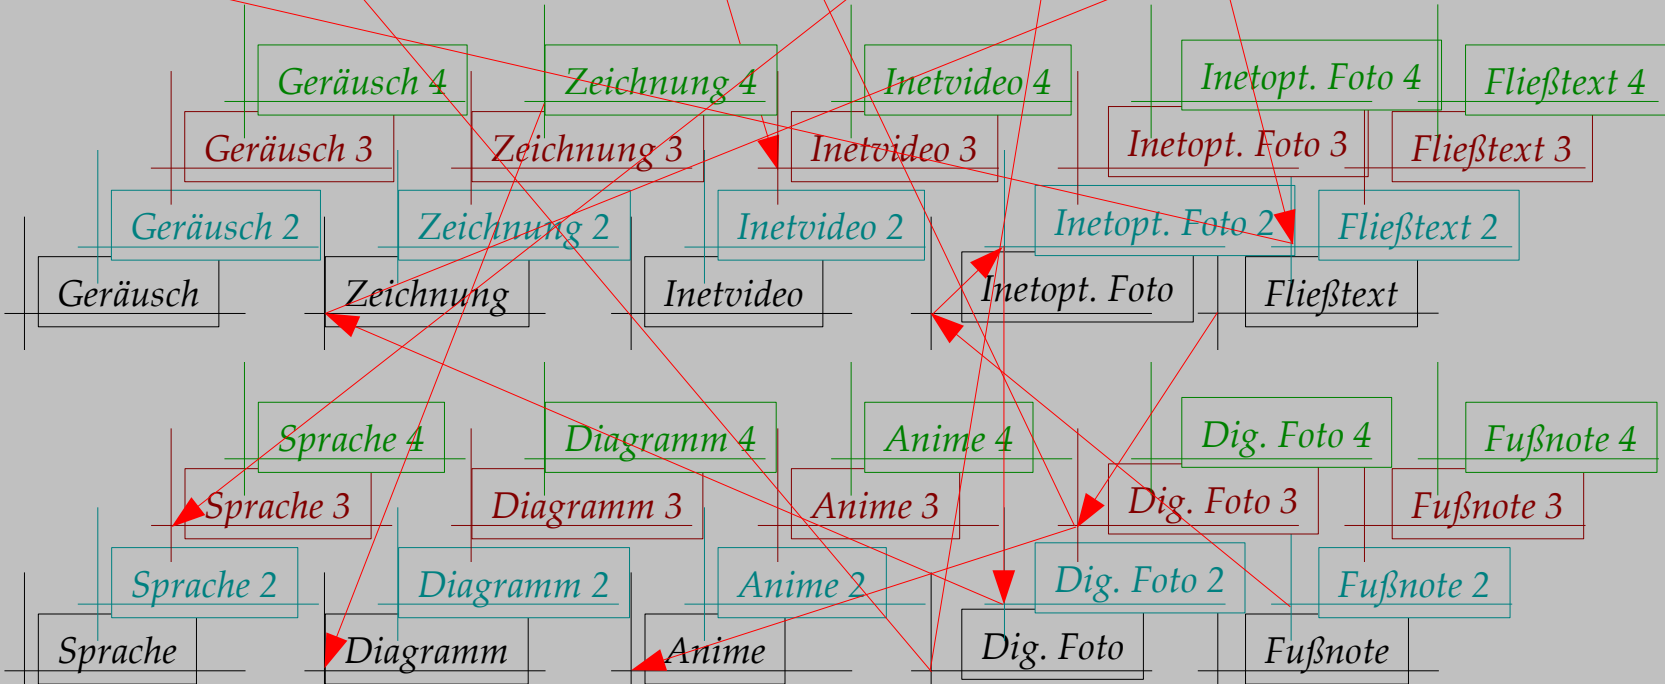 Geräusch 4 Zeichnung 4 Inetvideo 4 Inetopt. Foto 4 Fließtext 4
Geräusch 3 Zeichnung 3 Inetvideo 3 Inetopt. Foto 3 Fließtext 3
Geräusch 2 Zeichnung 2 Inetvideo 2 Inetopt. Foto 2 Fließtext 2
Geräusch Zeichnung Inetvideo Inetopt. Foto Fließtext
Sprache 4 Diagramm 4 Anime 4 Dig. Foto 4 Fußnote 4
Sprache 3 Diagramm 3 Anime 3 Dig. Foto 3 Fußnote 3
Sprache 2 Diagramm 2 Anime 2 Dig. Foto 2 Fußnote 2
Sprache Diagramm Anime Dig. Foto Fußnote